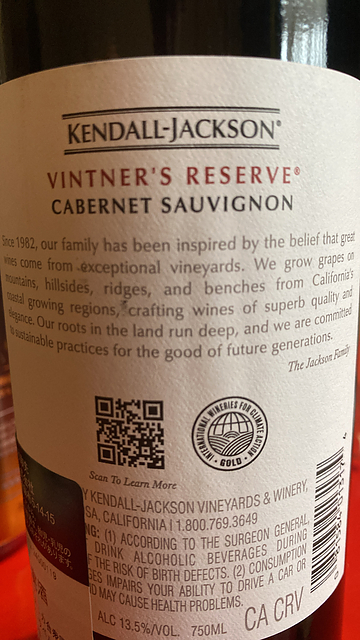 KENDALL-JACKSON®
VINTNER'S RESERVE®
CABERNET SAUVIGNON
Since 1982, our family has been inspired by the belief that great
wines come from exceptional vineyards. We grow grapes on
mountains, hillsides, ridges, and benches from California's
coastal growing regions, crafting wines of superb quality and
elegance. Our roots in the land run deep, and we are committed
to sustainable practices for the good of future generations.
The Jackson Family
INTERNATIONAL WINERIES FOR CLIMATE ACTION
· GOLD ·
Scan To Learn More
Y KENDALL-JACKSON VINEYARDS & WINERY,
SA, CALIFORNIA | 1.800.769.3649
NG: (1) ACCORDING TO THE SURGEON GENERAL,
DRINK ALCOHOLIC BEVERAGES DURING
F THE RISK OF BIRTH DEFECTS. (2) CONSUMPTION
GES IMPAIRS YOUR ABILITY TO DRIVE A CAR OR
D MAY CAUSE HEALTH PROBLEMS.
ALC 13.5%/VOL. 750ML CA CRV